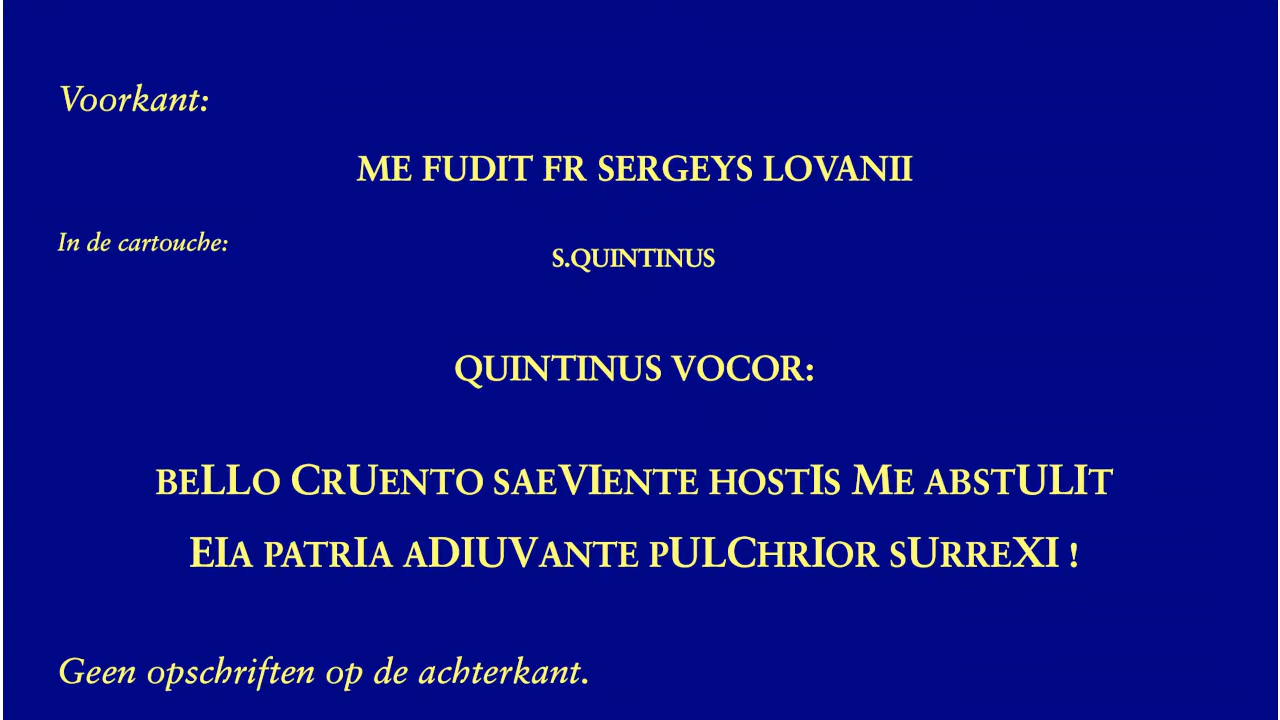 Voorkant:
ME FUDIT FR SERGEYS LOVANII
In de cartouche:
S.QUINTINUS
QUINTINUS VOCOR:
BELLO CRUENTO SAEVIENTE HOSTIS ME ABSTULIT
EIA PATRIA ADIUVANTE PULCHRIOR SURREXI !
Geen opschriften op de achterkant.